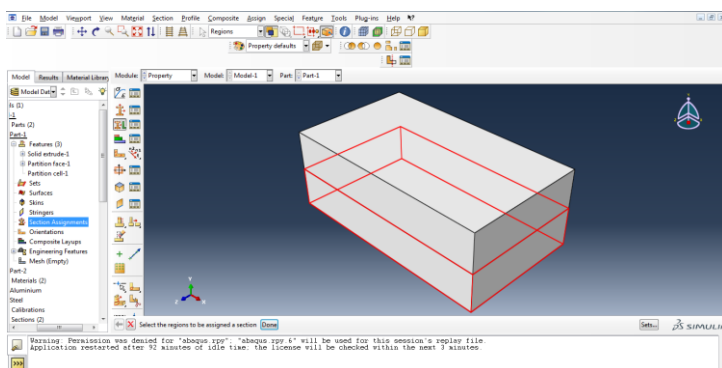 File Model Viewport View Material Section Profile Composite Assign Special Feature Tools Plug-ins Help
Regions
Property defaults
Model Results Material Library Module: Property Model: Model-1 Part: Part-1
Model Dat
ls (1)
-1
Parts (2)
Part-1
Features (3)
Solid extrude-1
Partition face-1
Partition cell-1
Sets
Surfaces
Skins
Stringers
Section Assignments
Orientations
Composite Layups
Engineering Features
Mesh (Empty)
Part-2
Materials (2)
Aluminium
Steel
Calibrations
Sections (2)
Y
Z X
Select the regions to be assigned a section Done Sets... SIMULIA
Warning: Permission was denied for "abaqus.rpy"; "abaqus.rpy.6" will be used for this session's replay file.
Application restarted after 92 minutes of idle time; the license will be checked within the next 3 minutes.
>>>